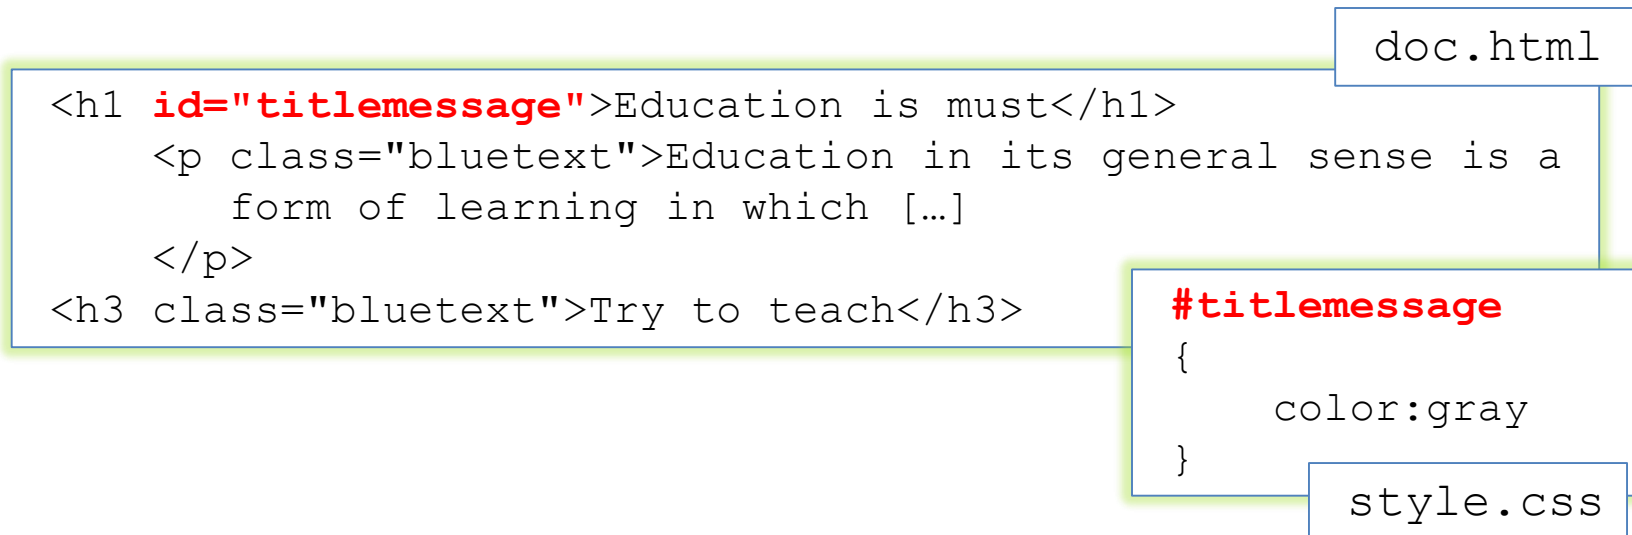 doc.html
<h1 id="titlemessage">Education is must</h1>
<p class="bluetext">Education in its general sense is a
form of learning in which […]
</p>
<h3 class="bluetext">Try to teach</h3>
#titlemessage
{
color:gray
}
style.css